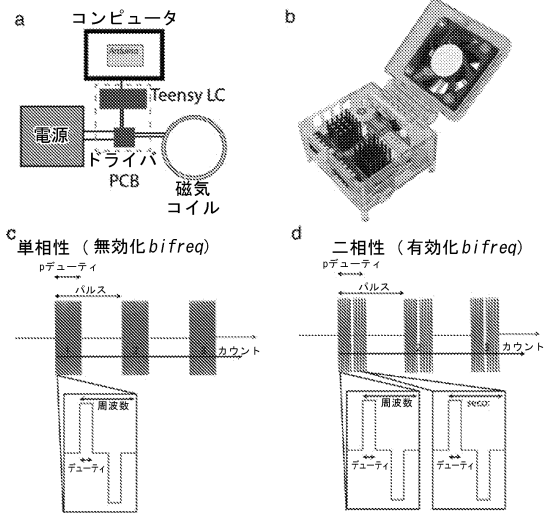 a
コンピュータ
Arduino
Teensy LC
電源
ドライバ
PCB
磁気
コイル
b
c
単相性 (無効化bifreq)
pデューティ
パルス
カウント
周波数
デューティ
d
二相性 (有効化bifreq)
pデューティ
パルス
3
カウント
周波数
デューティ
seco:
デューティ